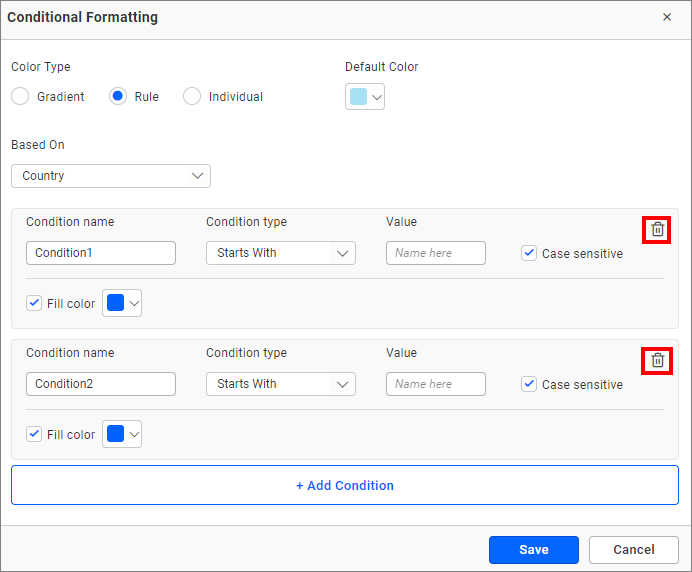 Conditional Formatting
Color Type
Default Color
Gradient
Rule
Individual
Based On
Country
Condition name
Condition type
Value
Condition1
Starts With
Name here
Case sensitive
Fill color
Condition name
Condition type
Value
Condition2
Starts With
Name here
Case sensitive
Fill color
+ Add Condition
Save
Cancel